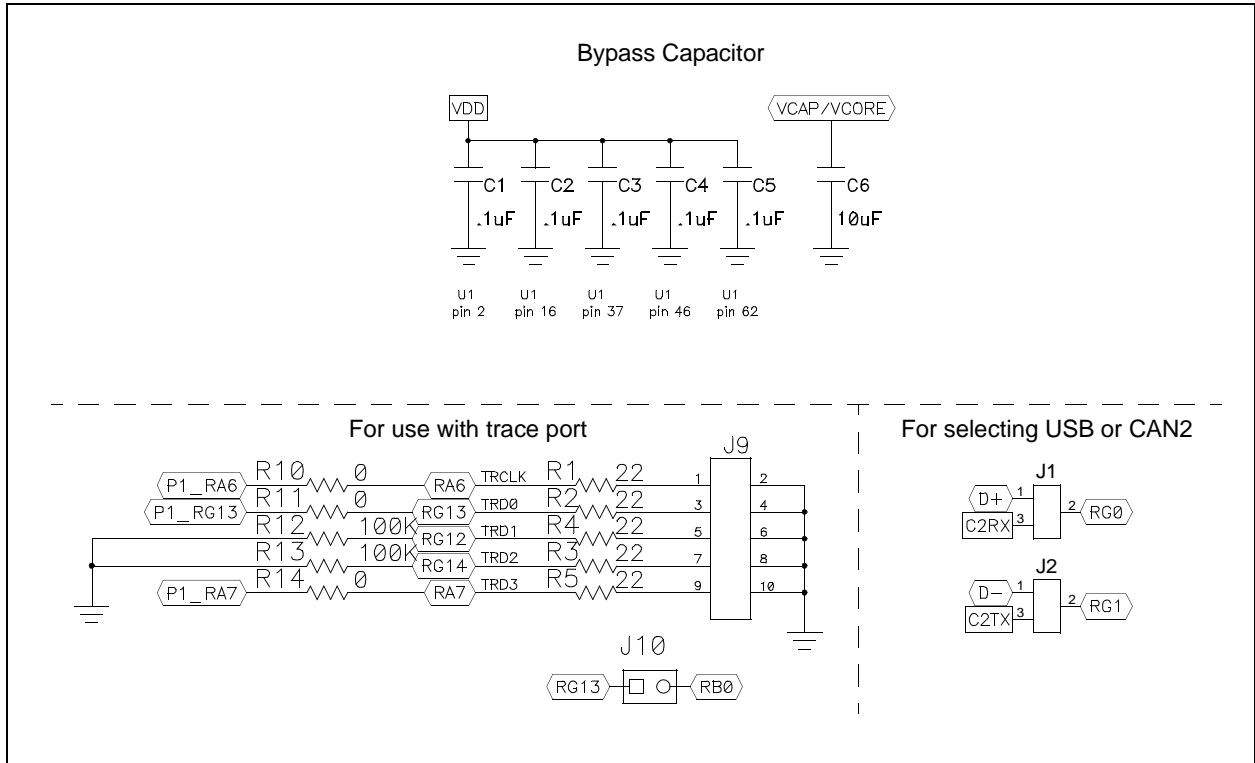 Bypass Capacitor
VDD
VCAP/VCORE
C1 C2 C3 C4 C5 C6
.1uF .1uF .1uF .1uF .1uF 10uF
U1 U1 U1 U1 U1
pin 2 pin 16 pin 37 pin 46 pin 62
For use with trace port
J9
P1_RA6 R10 0 RA6 TRCLK R1 22 1 2
P1_RG13 R11 0 RG13 TRD0 R2 22 3 4
R12 100K RG12 TRD1 R4 22 5 6
R13 100K RG14 TRD2 R3 22 7 8
P1_RA7 R14 0 RA7 TRD3 R5 22 9 10
J10
RG13 RB0
For selecting USB or CAN2
J1
D+ 1
C2RX 3
2 RG0
J2
D- 1
C2TX 3
2 RG1